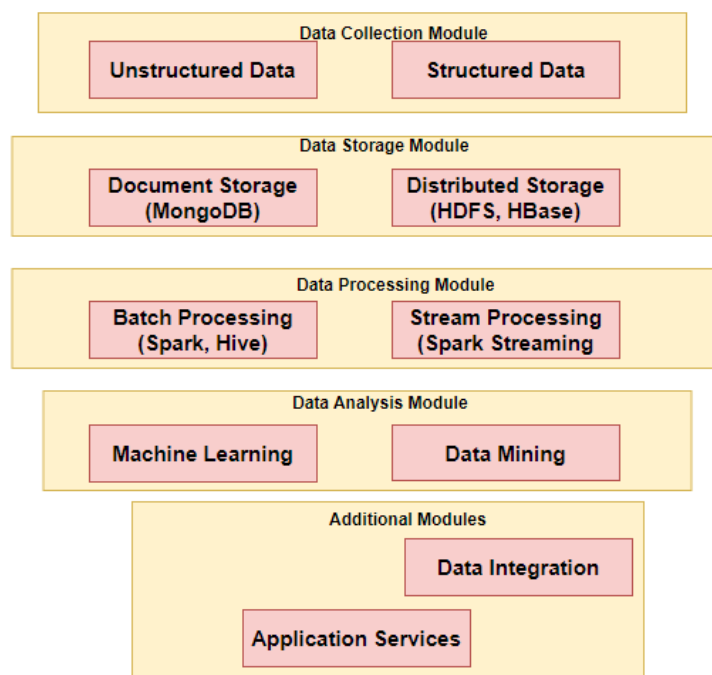 Data Collection Module
Unstructured Data
Structured Data
Data Storage Module
Document Storage
(MongoDB)
Distributed Storage
(HDFS, HBase)
Data Processing Module
Batch Processing
(Spark, Hive)
Stream Processing
(Spark Streaming
Data Analysis Module
Machine Learning
Data Mining
Additional Modules
Data Integration
Application Services